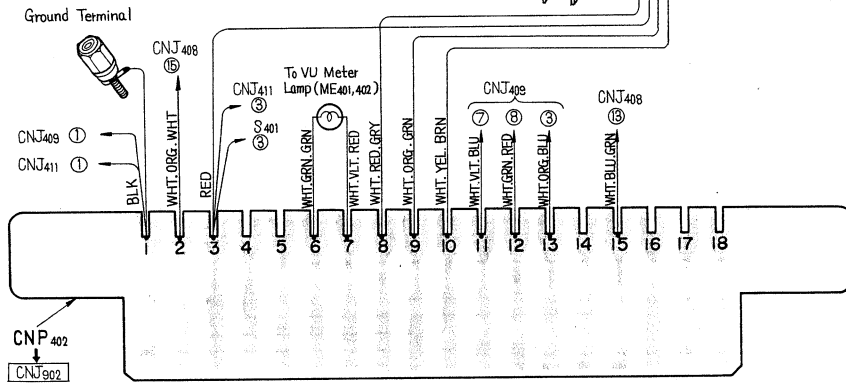 Ground Terminal
CNJ408
⑮
CNJ411
③
S401
③
To VU Meter
Lamp (ME401,402)
CNJ409
⑦ ⑧ ③
CNJ408
⑬
CNJ409 ①
CNJ411 ①
BLK
WHT.ORG.WHT
RED
WHT.GRN.GRN
WHT.VLT.RED
WHT.RED.GRY
WHT.ORG.GRN
WHT.YEL.BRN
WHT.VLT.BLU
WHT.GRN.RED
WHT.ORG.BLU
WHT.BLU.GRN
1 2 3 4 5 6 7 8 9 10 11 12 13 14 15 16 17 18
CNP402
CNJ902